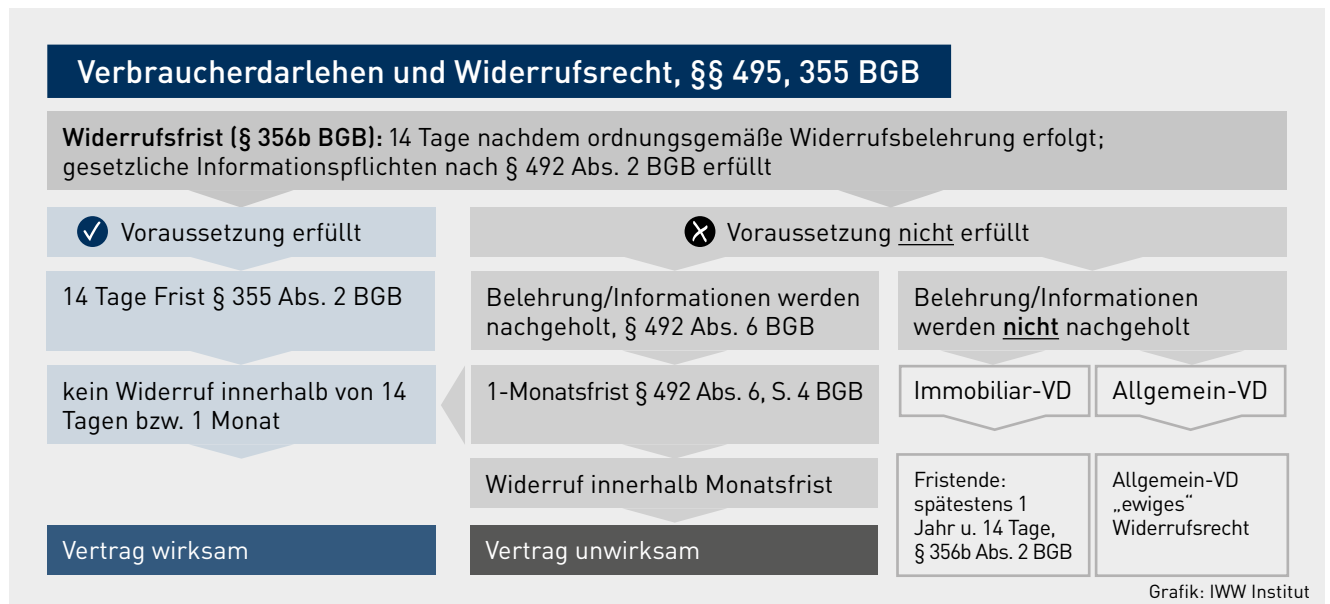 Verbraucherdarlehen und Widerrufsrecht, §§ 495, 355 BGB
Widerrufsfrist (§ 356b BGB): 14 Tage nachdem ordnungsgemäße Widerrufsbelehrung erfolgt;
gesetzliche Informationspflichten nach § 492 Abs. 2 BGB erfüllt
Voraussetzung erfüllt
Voraussetzung nicht erfüllt
14 Tage Frist § 355 Abs. 2 BGB
Belehrung/Informationen werden
nachgeholt, § 492 Abs. 6 BGB
Belehrung/Informationen
werden nicht nachgeholt
kein Widerruf innerhalb von 14
Tagen bzw. 1 Monat
1-Monatsfrist § 492 Abs. 6, S. 4 BGB
Immobiliar-VD
Allgemein-VD
Widerruf innerhalb Monatsfrist
Fristende:
spätestens 1
Jahr u. 14 Tage,
§ 356b Abs. 2 BGB
Allgemein-VD
„ewiges“
Widerrufsrecht
Vertrag wirksam
Vertrag unwirksam
Grafik: IWW Institut